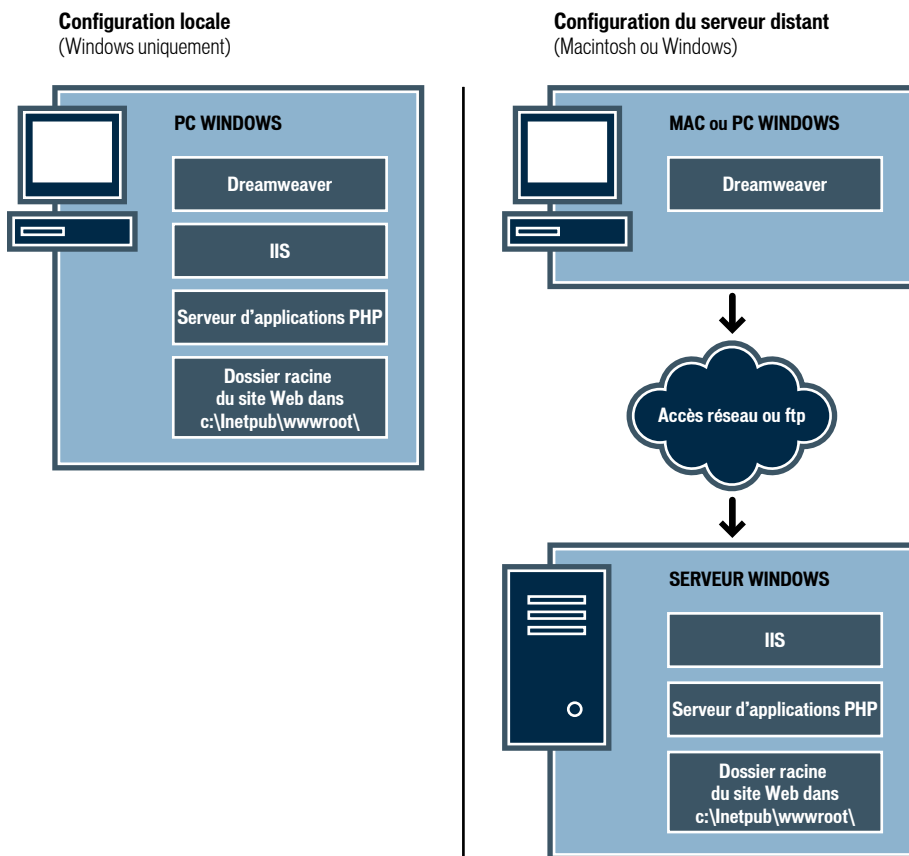 Configuration locale
(Windows uniquement)
PC WINDOWS
Dreamweaver
IIS
Serveur d'applications PHP
Dossier racine
du site Web dans
c:\Inetpub\wwwroot\
Configuration du serveur distant
(Macintosh ou Windows)
MAC ou PC WINDOWS
Dreamweaver
Accès réseau ou ftp
SERVEUR WINDOWS
IIS
Serveur d'applications PHP
Dossier racine
du site Web dans
c:\Inetpub\wwwroot\